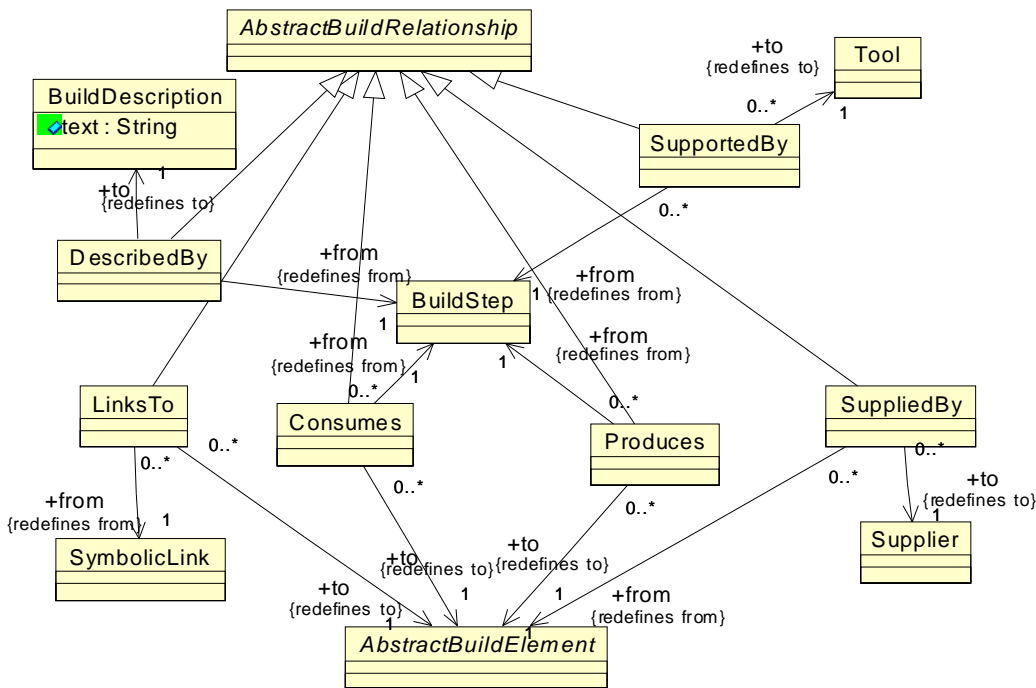 AbstractBuildRelationship
+to
{redefines to}
Tool
0..*
1
BuildDescription
text : String
SupportedBy
1
+to
{redefines to}
0..*
DescribedBy
+from
{redefines from}
+from
{redefines from}
BuildStep
1
1
+from
{redefines from}
+from
{redefines from}
1
1
LinksTo
0..*
0..*
SuppliedBy
Consumes
Produces
0..*
0..*
0..*
0..*
0..*
0..*
+from
{redefines from}
1
+to
{redefines to}
1
SymbolicLink
Supplier
+to
{redefines to}
+to
{redefines to}
+to
{redefines to}
1
1
+from
{redefines from}
1
1
AbstractBuildElement